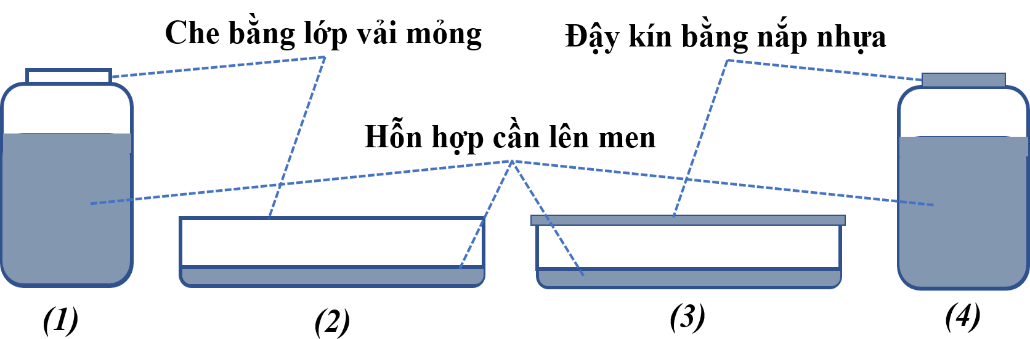 Che bằng lớp vải mỏng
Đậy kín bằng nắp nhựa
Hỗn hợp cần lên men
(1)
(2)
(3)
(4)